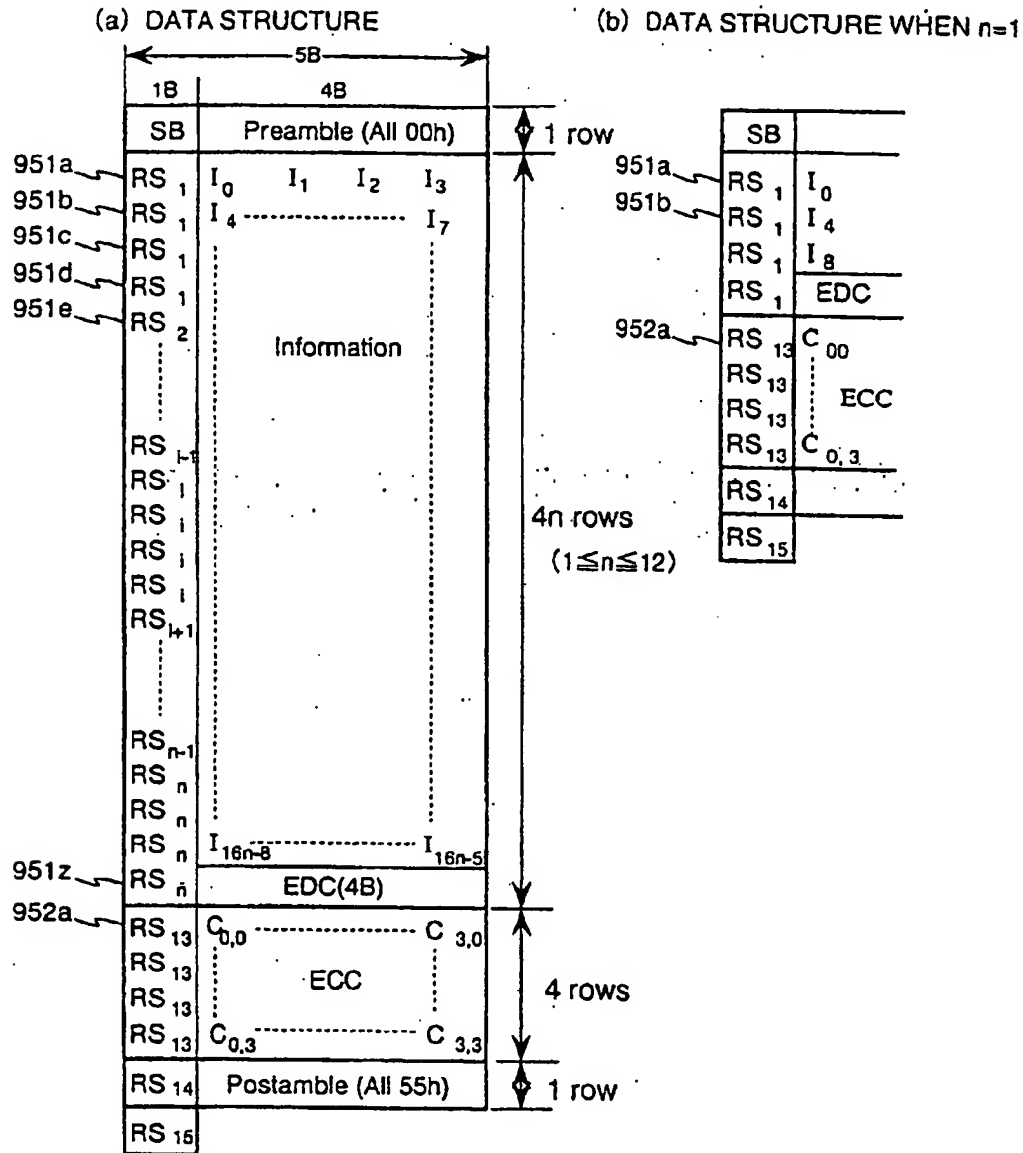 (a) DATA STRUCTURE
5B
1B 4B
SB Preamble (All 00h)
1 row
951a RS 1 I0 I1 I2 I3
951b RS 1 I4 I7
951c RS 1
951d RS 1
951e RS 2
Information
RS i-1
RS i
RS i
RS i
RS i
RS i+1
4n rows
(1≦n≦12)
RS n-1
RS n
RS n
RS n I16n-8 I16n-5
951z RS n EDC(4B)
952a RS 13 C0,0 C 3,0
RS 13
RS 13 ECC
RS 13 C0,3 C 3,3
4 rows
RS 14 Postamble (All 55h)
1 row
RS 15
(b) DATA STRUCTURE WHEN n=1
SB
951a RS 1 I0
951b RS 1 I4
RS 1 I8
RS 1 EDC
952a RS 13 C 00
RS 13
RS 13 ECC
RS 13 C 0,3
RS 14
RS 15